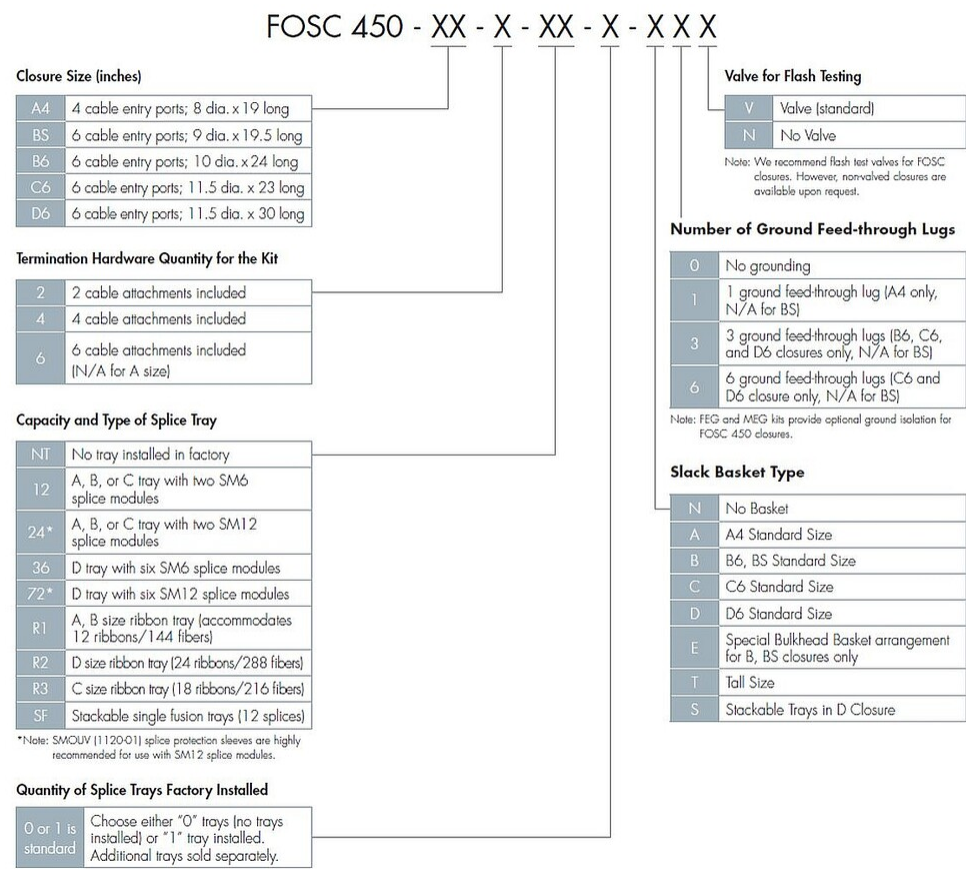 FOSC 450 - XX - X - XX - X - X X X
Closure Size (inches)
A4 4 cable entry ports; 8 dia. x 19 long
BS 6 cable entry ports; 9 dia. x 19.5 long
B6 6 cable entry ports; 10 dia. x 24 long
C6 6 cable entry ports; 11.5 dia. x 23 long
D6 6 cable entry ports; 11.5 dia. x 30 long
Termination Hardware Quantity for the Kit
2 2 cable attachments included
4 4 cable attachments included
6 6 cable attachments included
(N/A for A size)
Capacity and Type of Splice Tray
NT No tray installed in factory
12 A, B, or C tray with two SM6
splice modules
24* A, B, or C tray with two SM12
splice modules
36 D tray with six SM6 splice modules
72* D tray with six SM12 splice modules
R1 A, B size ribbon tray (accommodates
12 ribbons/144 fibers)
R2 D size ribbon tray (24 ribbons/288 fibers)
R3 C size ribbon tray (18 ribbons/216 fibers)
SF Stackable single fusion trays (12 splices)
*Note: SMOUV (1120-01) splice protection sleeves are highly
recommended for use with SM12 splice modules.
Quantity of Splice Trays Factory Installed
0 or 1 is
standard
Choose either "0" trays (no trays
installed) or "1" tray installed.
Additional trays sold separately.
Valve for Flash Testing
V Valve (standard)
N No Valve
Note: We recommend flash test valves for FOSC
closures. However, non-valved closures are
available upon request.
Number of Ground Feed-through Lugs
0 No grounding
1 1 ground feed-through lug (A4 only,
N/A for BS)
3 3 ground feed-through lugs (B6, C6,
and D6 closures only, N/A for BS)
6 6 ground feed-through lugs (C6 and
D6 closure only, N/A for BS)
Note: FEG and MEG kits provide optional ground isolation for
FOSC 450 closures.
Slack Basket Type
N No Basket
A A4 Standard Size
B B6, BS Standard Size
C C6 Standard Size
D D6 Standard Size
E Special Bulkhead Basket arrangement
for B, BS closures only
T Tall Size
S Stackable Trays in D Closure